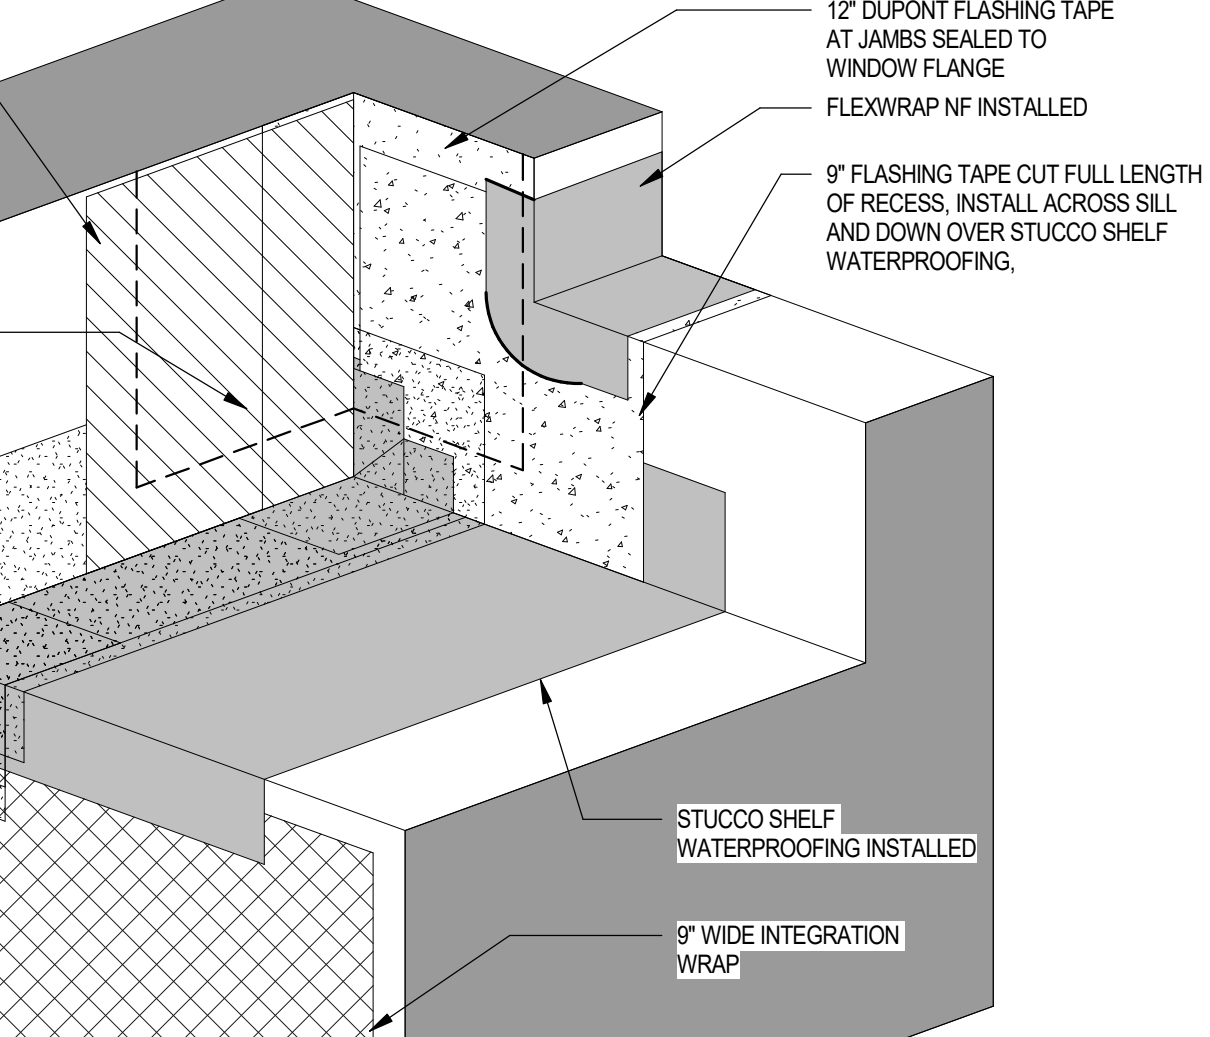 12" DUPONT FLASHING TAPE
AT JAMBS SEALED TO
WINDOW FLANGE
FLEXWRAP NF INSTALLED
9" FLASHING TAPE CUT FULL LENGTH
OF RECESS, INSTALL ACROSS SILL
AND DOWN OVER STUCCO SHELF
WATERPROOFING,
STUCCO SHELF
WATERPROOFING INSTALLED
9" WIDE INTEGRATION
WRAP